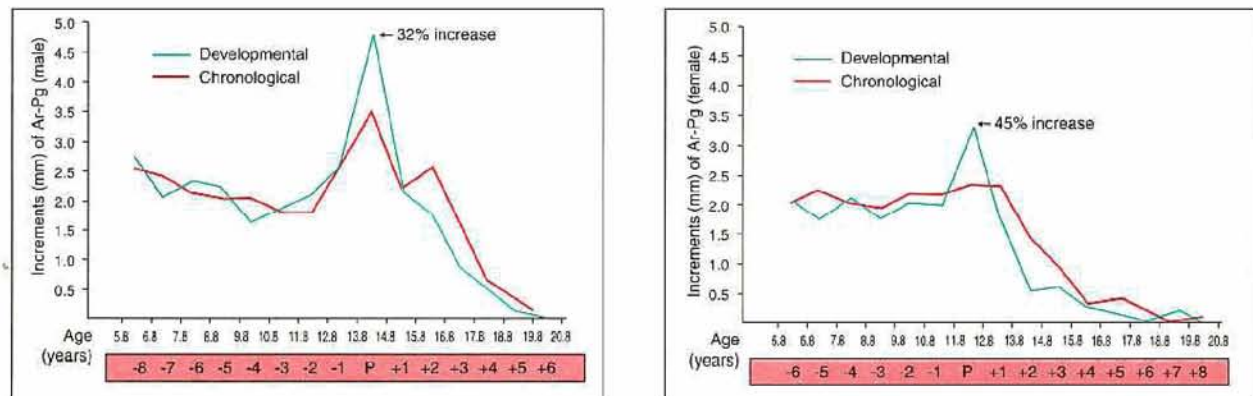 5.0
4.5
4.0
3.5
3.0
2.5
2.0
1.5
1.0
0.5
Increments (mm) of Ar-Pg (male)
Developmental
Chronological
←32% increase
Age (years)
5.8 6.8 7.8 8.8 9.8 10.8 11.8 12.8 13.8 14.8 15.8 16.8 17.8 18.8 19.8 20.8
-8 -7 -6 -5 -4 -3 -2 -1 P +1 +2 +3 +4 +5 +6
5.0
4.5
4.0
3.5
3.0
2.5
2.0
1.5
1.0
0.5
Increments (mm) of Ar-Pg (female)
Developmental
Chronological
←45% increase
Age (years)
5.8 6.8 7.8 8.8 9.8 10.8 11.8 12.8 13.8 14.8 15.8 16.8 17.8 18.8 19.8 20.8
-6 -5 -4 -3 -2 -1 P +1 +2 +3 +4 +5 +6 +7 +8